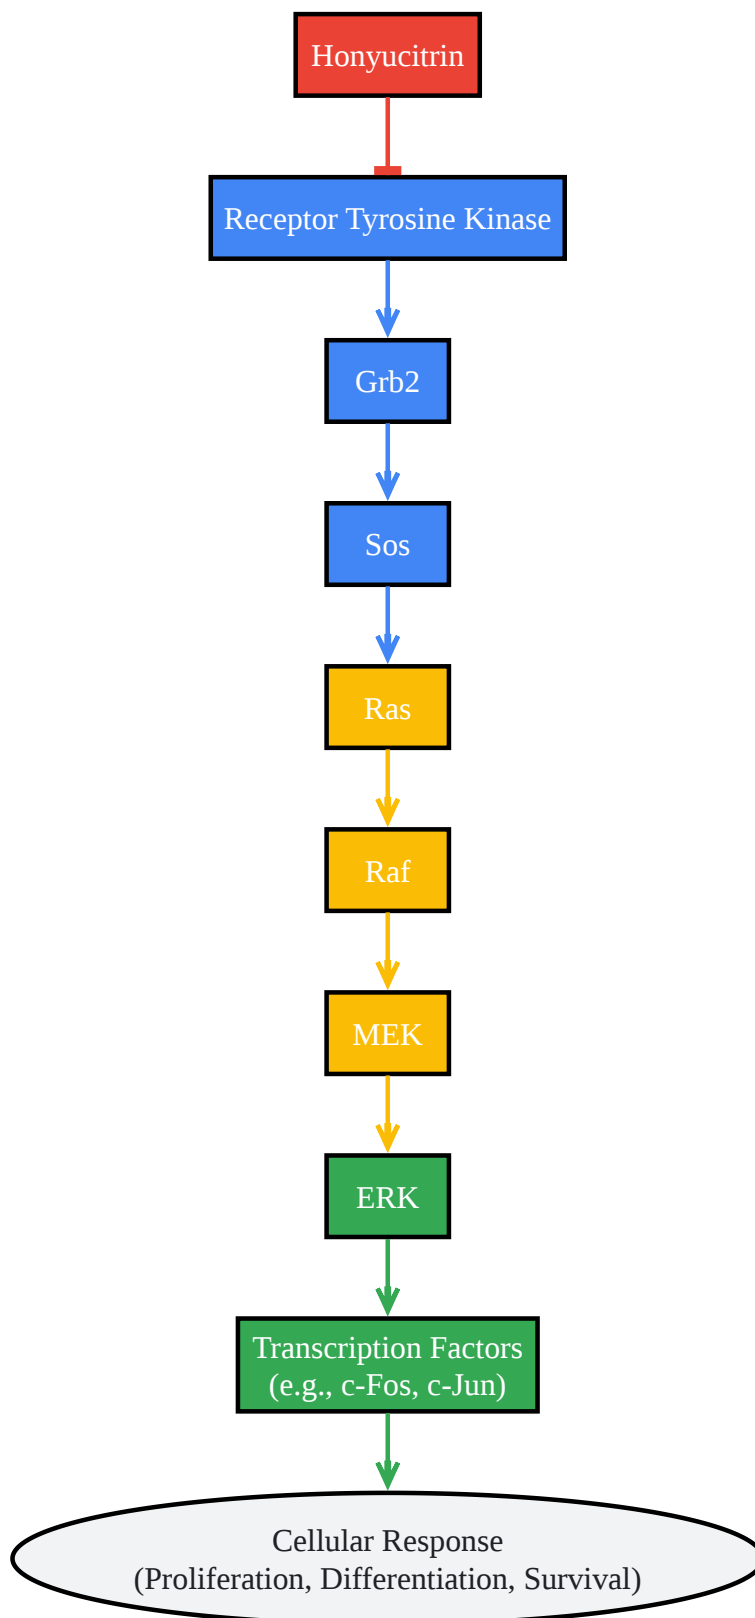 Honyucitrin
Receptor Tyrosine Kinase
Grb2
Sos
Ras
Raf
MEK
ERK
Transcription Factors
(e.g., c-Fos, c-Jun)
Cellular Response
(Proliferation, Differentiation, Survival)